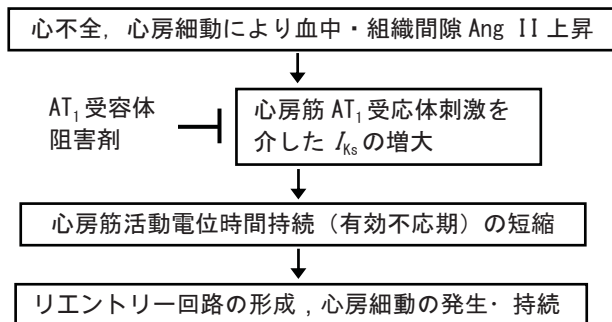 心不全，心房細動により血中・組織間隙 Ang II 上昇
AT₁受容体
阻害剤
心房筋 AT₁ 受応体刺激を
介した IKs の増大
心房筋活動電位時間持続（有効不応期）の短縮
リエントリー回路の形成，心房細動の発生・持続